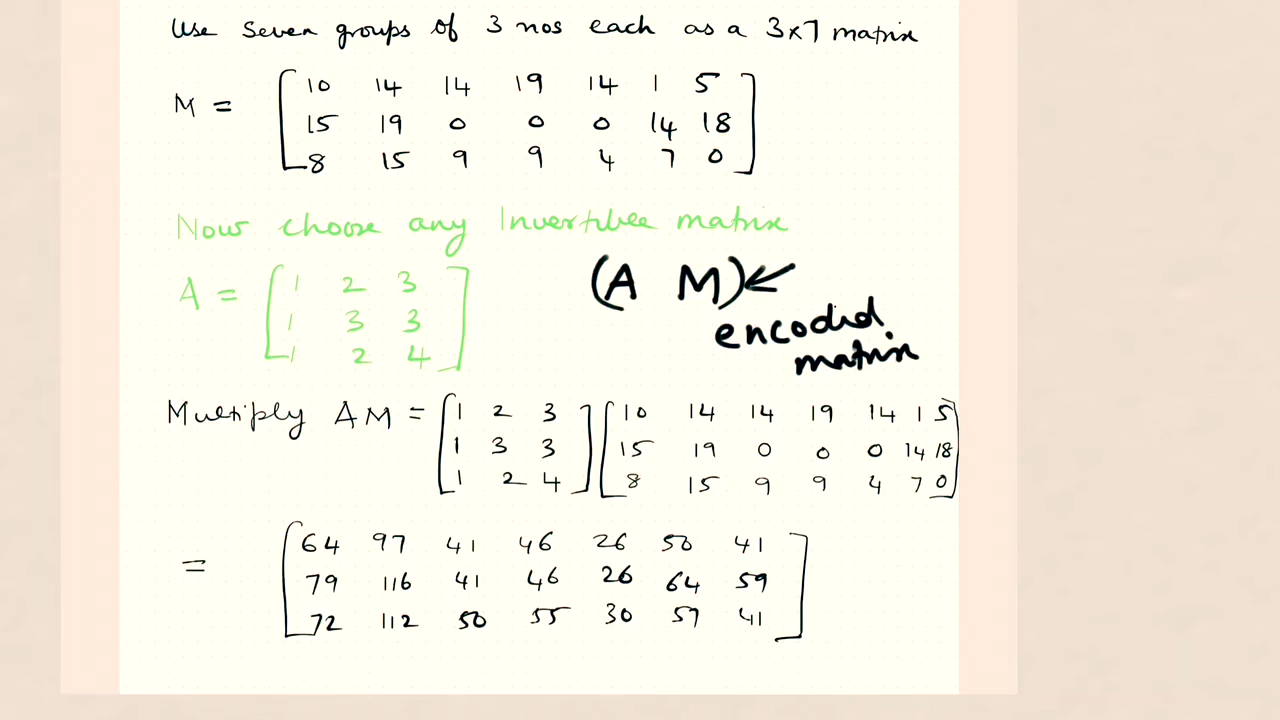 Use Seven groups of 3 nos each as a 3x7 matrix
M = [ 10 14 14 19 14 1 5
15 19 0 0 0 14 18
8 15 9 9 4 7 0 ]
Now choose any Invertible matrix
A = [ 1 2 3
1 3 3
1 2 4 ]
(A M) ←
encoded
matrix
Multiply AM = [ 1 2 3 ] [ 10 14 14 19 14 1 5 ]
1 3 3 15 19 0 0 0 14 18
1 2 4 8 15 9 9 4 7 0
= [ 64 97 41 46 26 50 41
79 116 41 46 26 64 59
72 112 50 55 30 57 41 ]